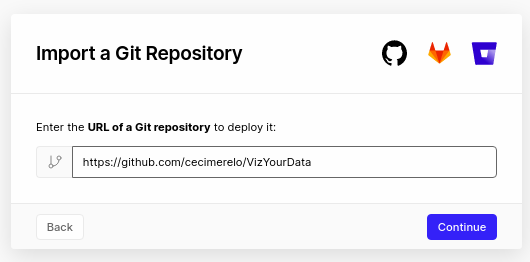 Import a Git Repository
Enter the URL of a Git repository to deploy it:
https://github.com/cecimerelo/VizYourData
Back
Continue